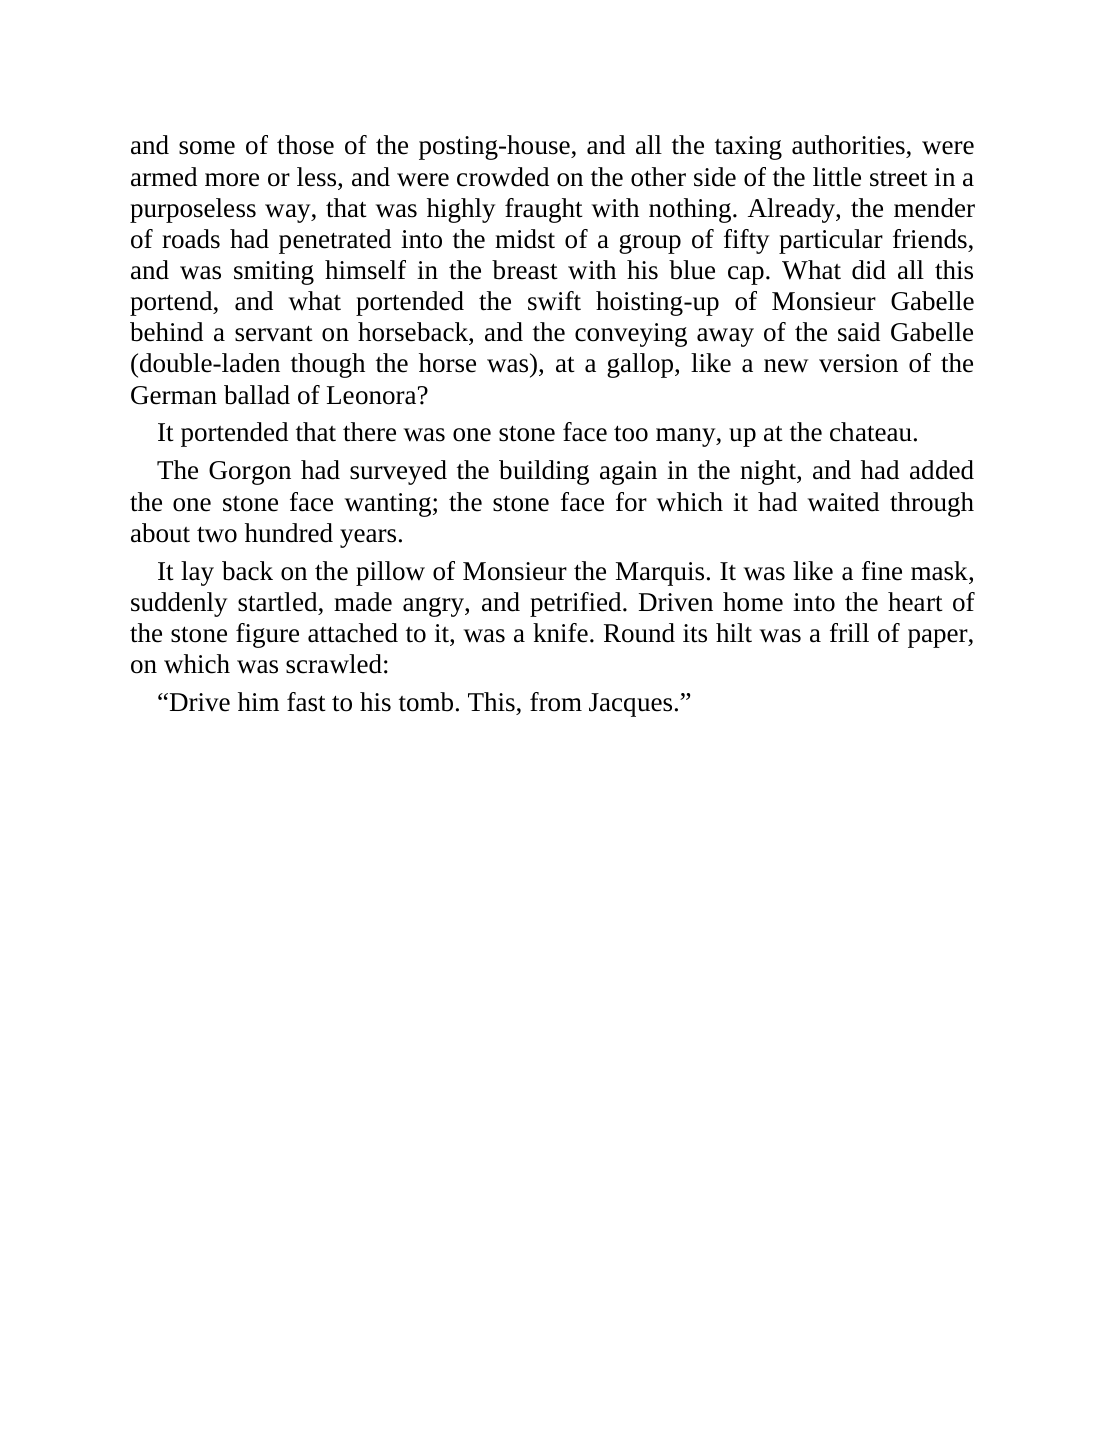 and some of those of the posting-house, and all the taxing authorities, were
armed more or less, and were crowded on the other side of the little street in a
purposeless way, that was highly fraught with nothing. Already, the mender
of roads had penetrated into the midst of a group of fifty particular friends,
and was smiting himself in the breast with his blue cap. What did all this
portend, and what portended the swift hoisting-up of Monsieur Gabelle
behind a servant on horseback, and the conveying away of the said Gabelle
(double-laden though the horse was), at a gallop, like a new version of the
German ballad of Leonora?
It portended that there was one stone face too many, up at the chateau.
The Gorgon had surveyed the building again in the night, and had added
the one stone face wanting; the stone face for which it had waited through
about two hundred years.
It lay back on the pillow of Monsieur the Marquis. It was like a fine mask,
suddenly startled, made angry, and petrified. Driven home into the heart of
the stone figure attached to it, was a knife. Round its hilt was a frill of paper,
on which was scrawled:
“Drive him fast to his tomb. This, from Jacques.”